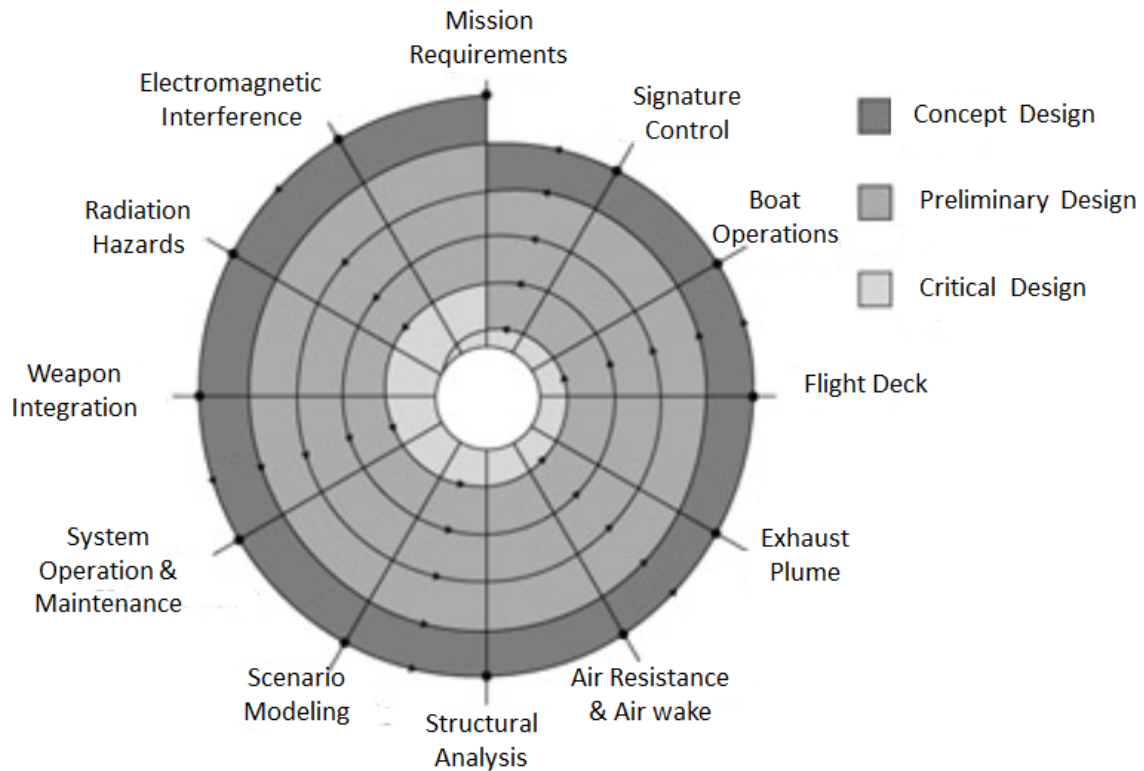 Mission
Requirements
Signature
Control
Boat
Operations
Flight Deck
Exhaust
Plume
Air Resistance
& Air wake
Structural
Analysis
Scenario
Modeling
System
Operation &
Maintenance
Weapon
Integration
Radiation
Hazards
Electromagnetic
Interference
Concept Design
Preliminary Design
Critical Design